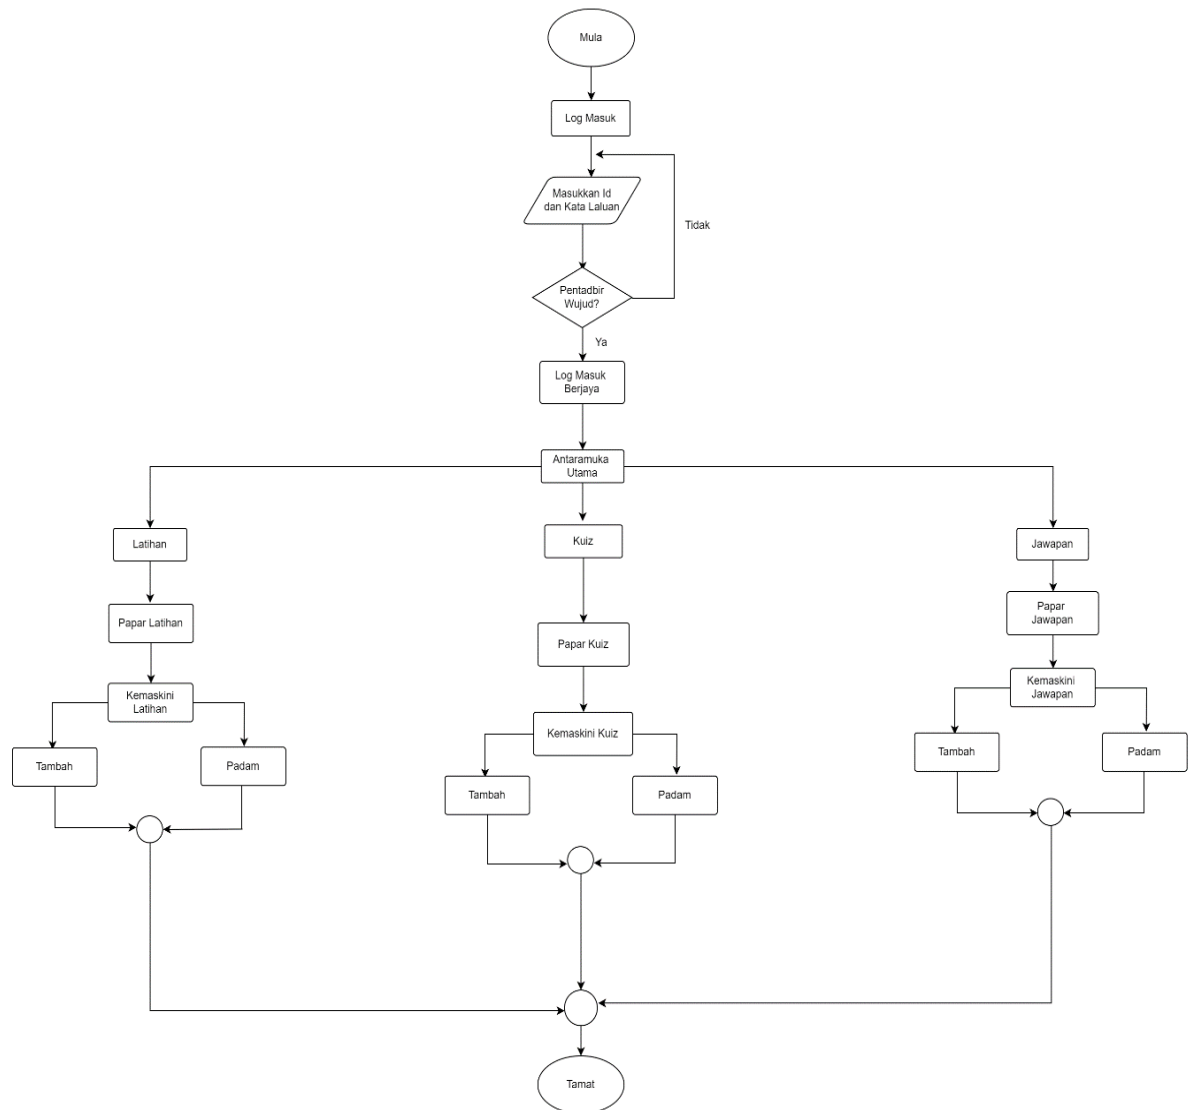 Mula
Log Masuk
Masukkan Id
dan Kata Laluan
Tidak
Pentadbir
Wujud?
Ya
Log Masuk
Berjaya
Antaramuka
Utama
Latihan
Kuiz
Jawapan
Papar Latihan
Papar Kuiz
Papar
Jawapan
Kemaskini
Latihan
Kemaskini Kuiz
Kemaskini
Jawapan
Tambah
Padam
Tambah
Padam
Tambah
Padam
Tamat